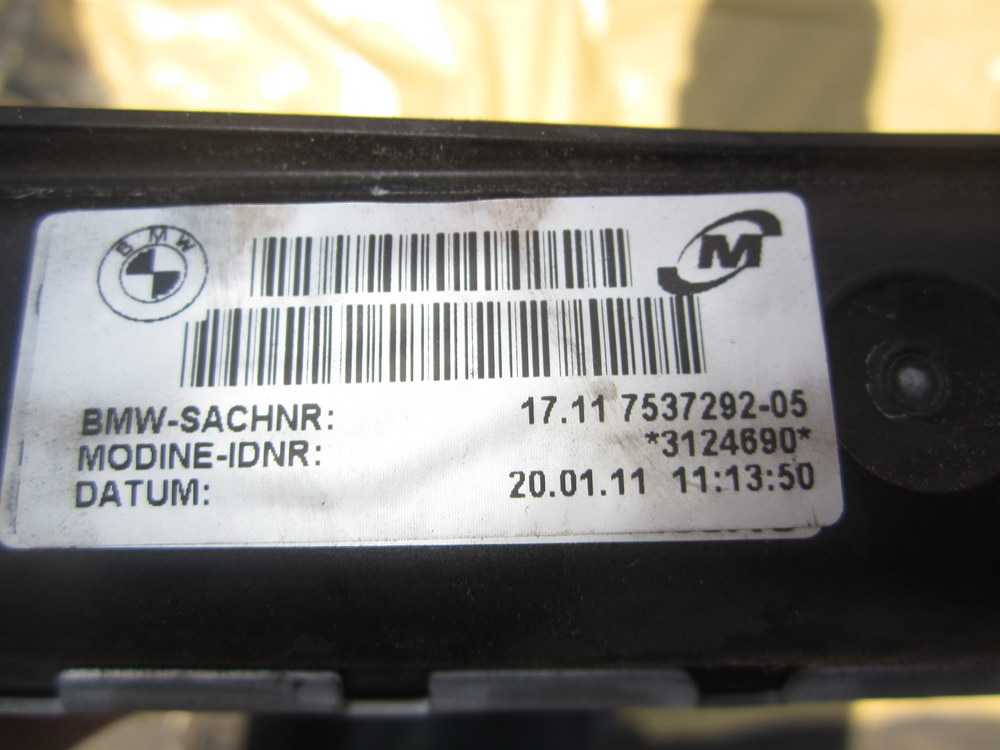 BMW
M
BMW-SACHNR: 17.11 7537292-05
MODINE-IDNR: *3124690*
DATUM: 20.01.11 11:13:50